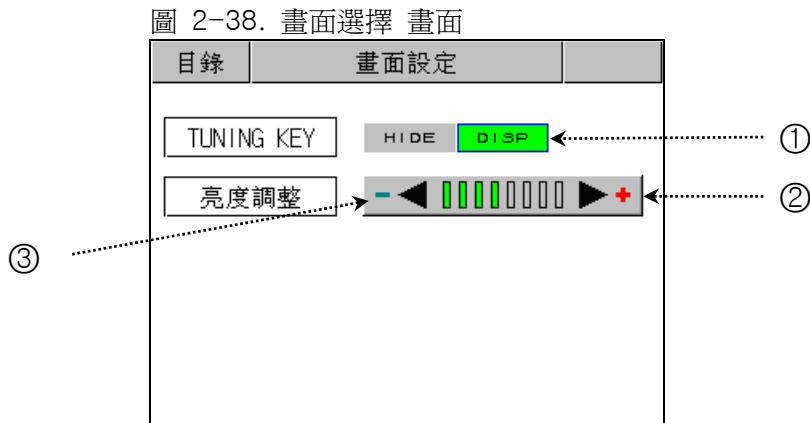 圖 2-38. 畫面選擇 畫面
目錄 畫面設定
TUNING KEY HIDE DISP ①
亮度調整 - + ②
③